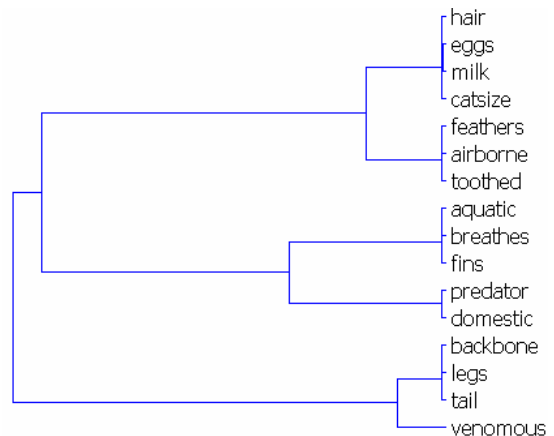 hair
eggs
milk
catsize
feathers
airborne
toothed
aquatic
breathes
fins
predator
domestic
backbone
legs
tail
venomous